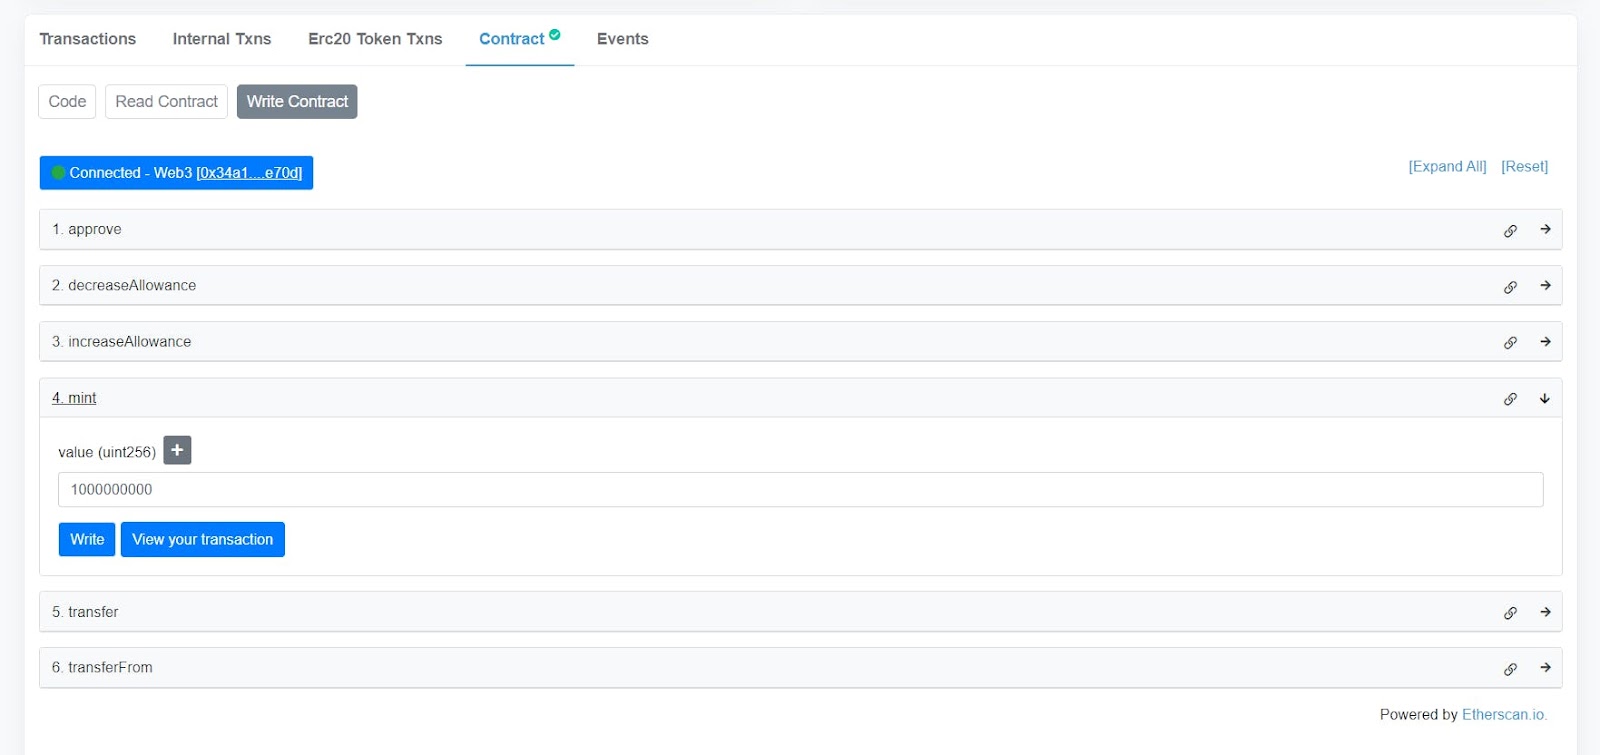 Transactions Internal Txns Erc20 Token Txns Contract Events
Code Read Contract Write Contract
Connected - Web3 [0x34a1....e70d] [Expand All] [Reset]
1. approve
2. decreaseAllowance
3. increaseAllowance
4. mint
value (uint256) +
1000000000
Write View your transaction
5. transfer
6. transferFrom
Powered by Etherscan.io.